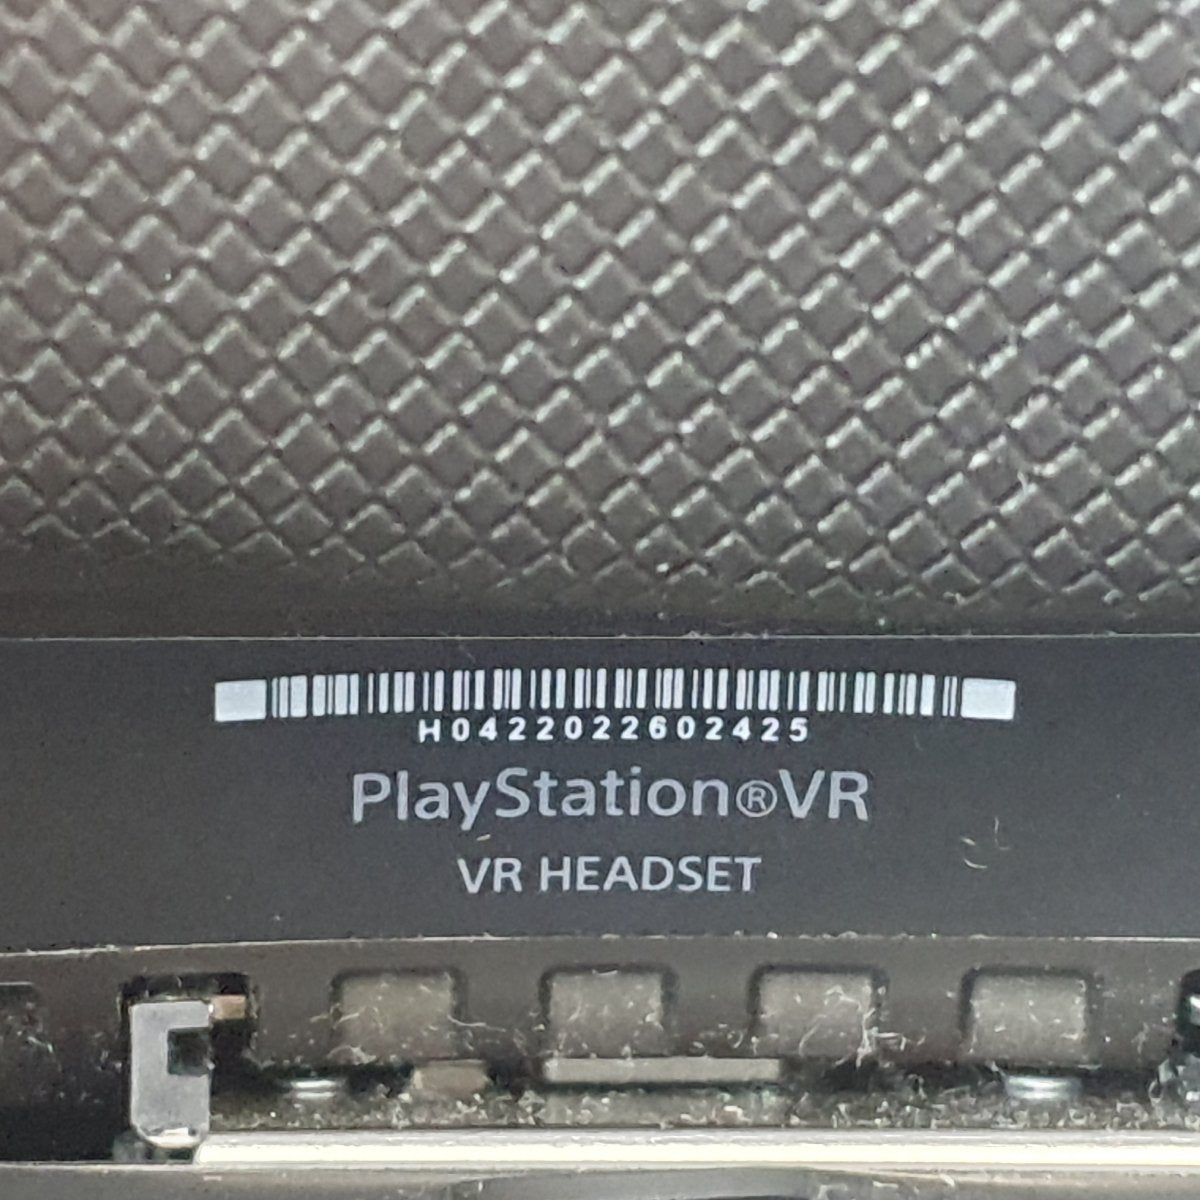 H0422022602425
PlayStation®VR
VR HEADSET